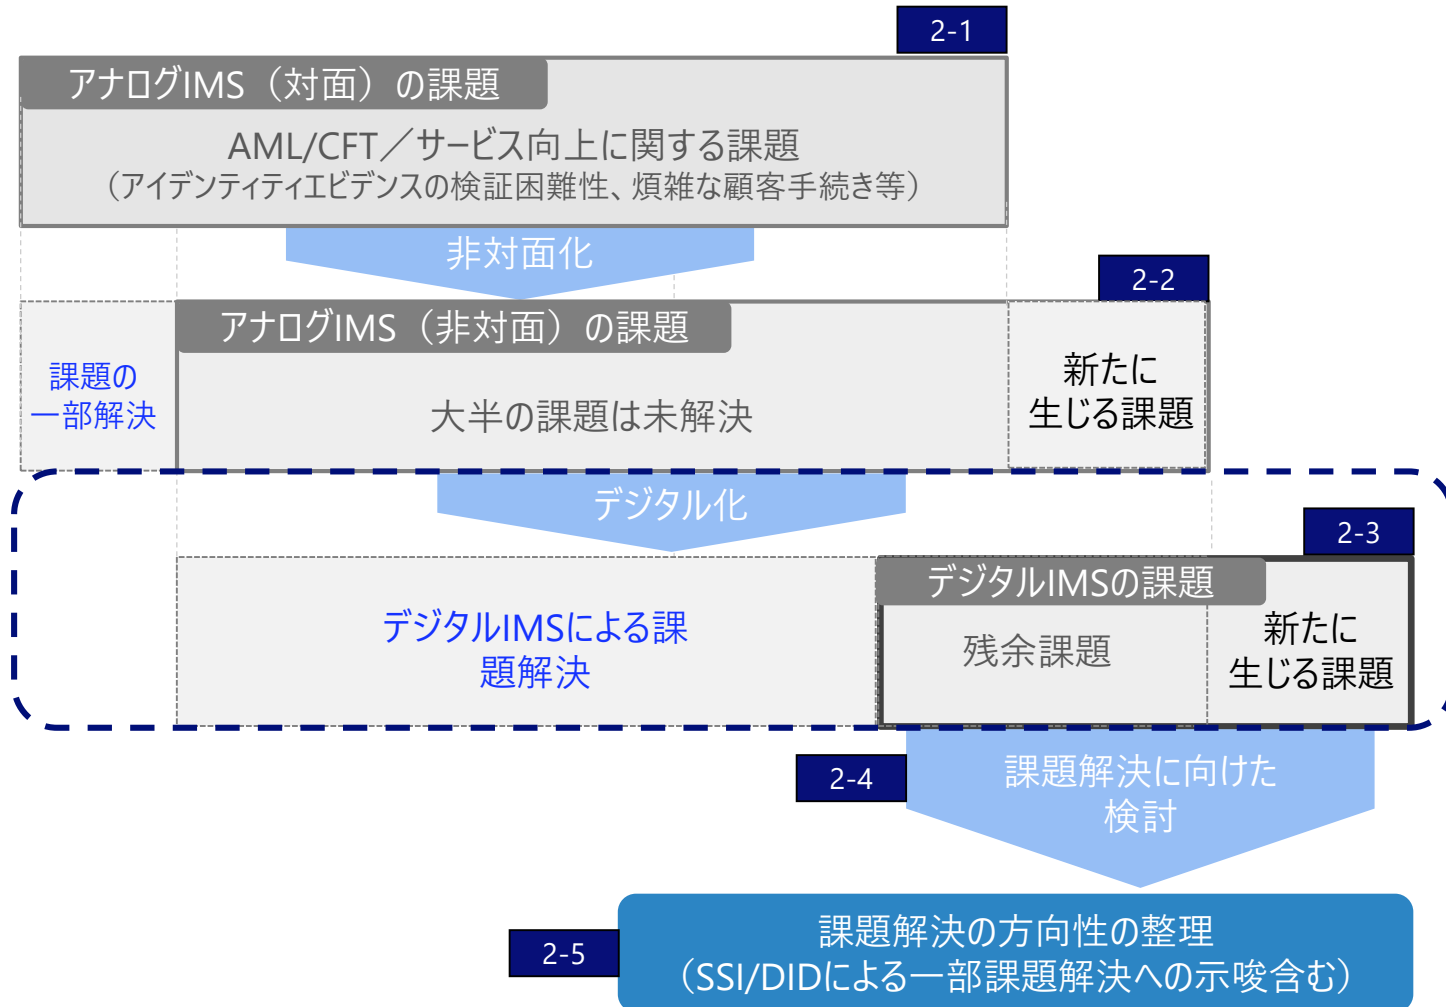 2-1
アナログIMS（対面）の課題
AML/CFT／サービス向上に関する課題
（アイデンティティエビデンスの検証困難性、煩雑な顧客手続き等）
非対面化
2-2
アナログIMS（非対面）の課題
課題の
一部解決
大半の課題は未解決
新たに
生じる課題
デジタル化
2-3
デジタルIMSの課題
デジタルIMSによる課
題解決
残余課題
新たに
生じる課題
2-4
課題解決に向けた
検討
2-5
課題解決の方向性の整理
（SSI/DIDによる一部課題解決への示唆含む）